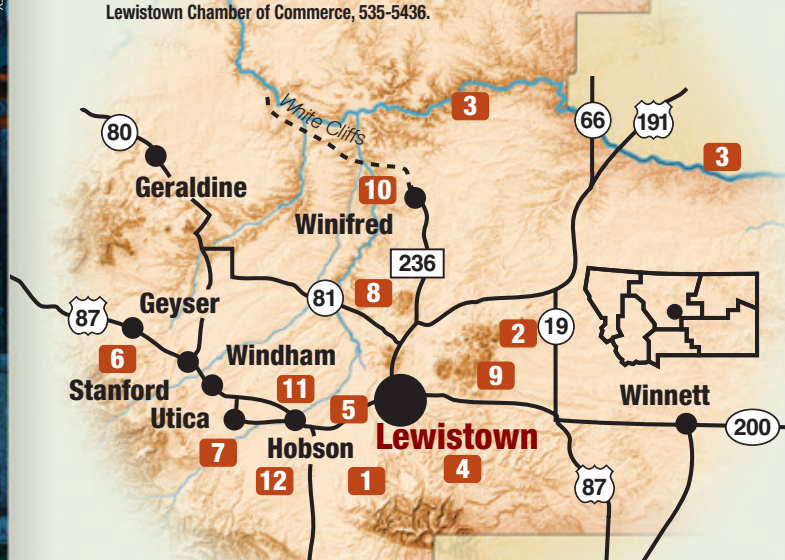 Lewistown Chamber of Commerce, 535-5436.
White Cliffs
3
66
191
80
3
Geraldine
10
Winifred
236
Geyser
81
8
87
2
19
6
Windham
9
Stanford
11
Winnett
Utica
5
Lewistown
200
7
Hobson
4
12
1
87